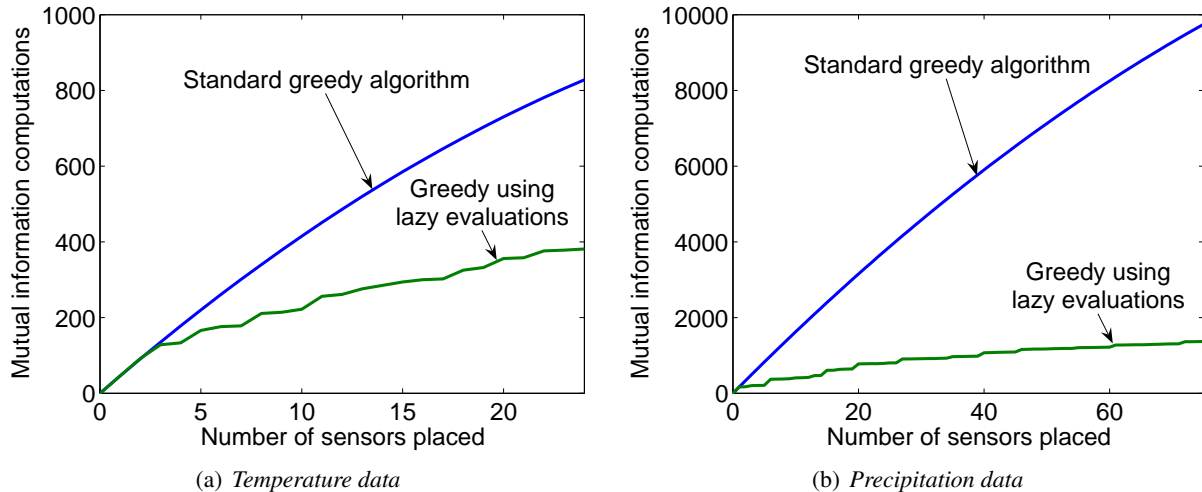 1000
800
600
400
200
0
Mutual information computations
Standard greedy algorithm
Greedy using
lazy evaluations
0 5 10 15 20
Number of sensors placed
(a) Temperature data
10000
8000
6000
4000
2000
0
Mutual information computations
Standard greedy algorithm
Greedy using
lazy evaluations
0 20 40 60
Number of sensors placed
(b) Precipitation data